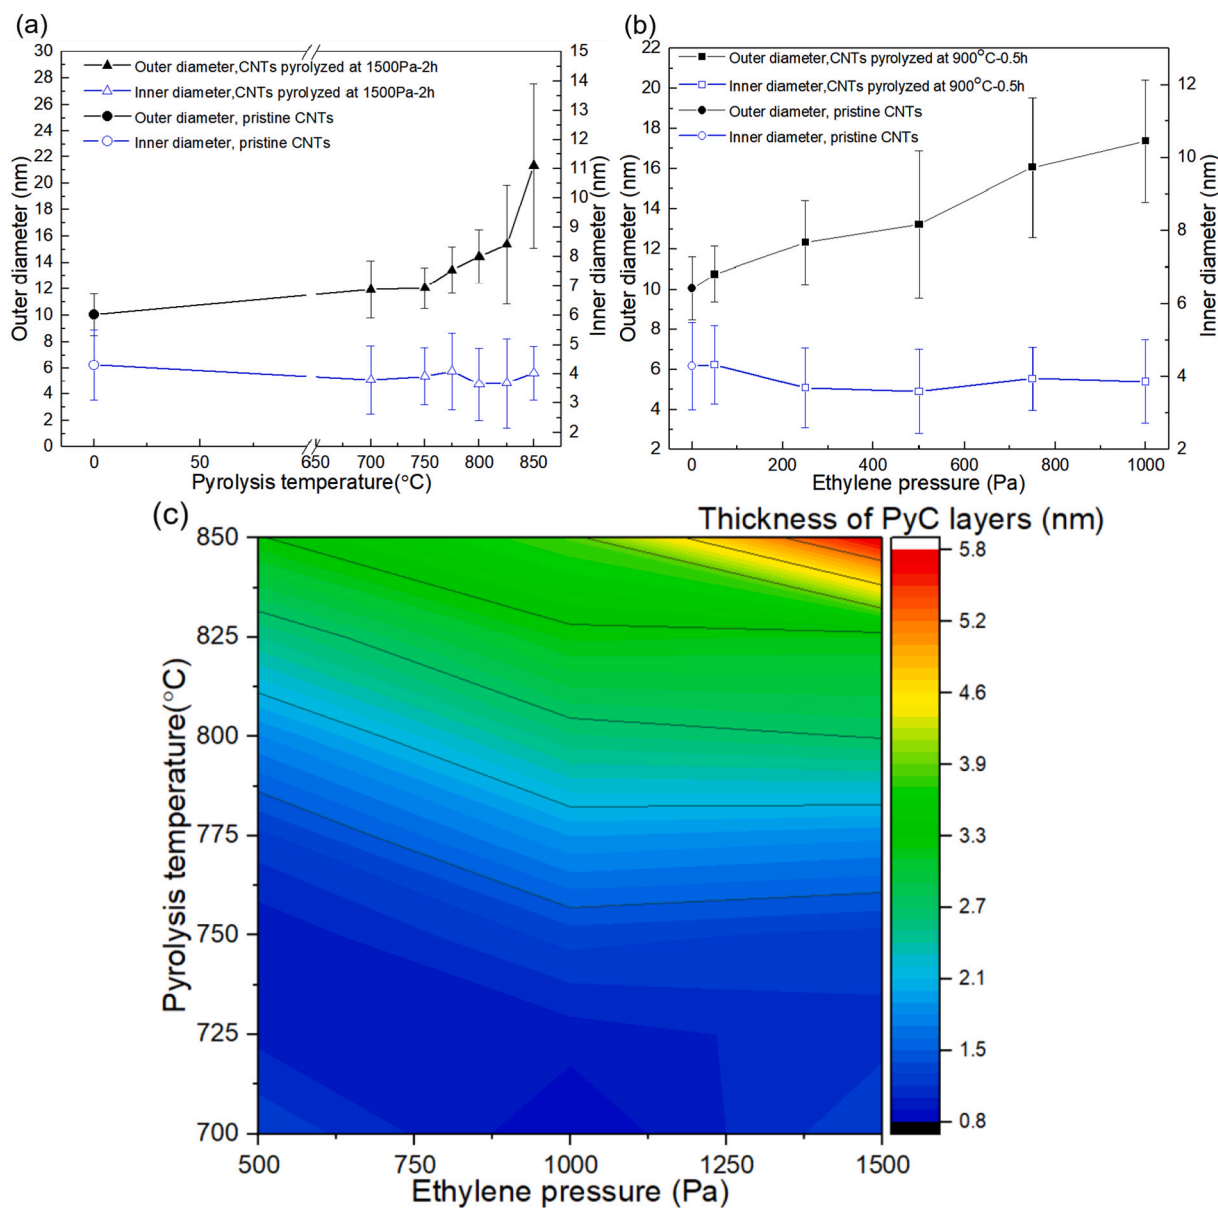 (a)
Outer diameter,CNTs pyrolyzed at 1500Pa-2h
Inner diameter,CNTs pyrolyzed at 1500Pa-2h
Outer diameter, pristine CNTs
Inner diameter, pristine CNTs
Outer diameter (nm)
30
28
26
24
22
20
18
16
14
12
10
8
6
4
2
0
Inner diameter (nm)
15
14
13
12
11
10
9
8
7
6
5
4
3
2
0 50 650 700 750 800 850
Pyrolysis temperature(°C)
(b)
Outer diameter,CNTs pyrolyzed at 900°C-0.5h
Inner diameter,CNTs pyrolyzed at 900°C-0.5h
Outer diameter, pristine CNTs
Inner diameter, pristine CNTs
Outer diameter (nm)
22
20
18
16
14
12
10
8
6
4
2
Inner diameter (nm)
12
10
8
6
4
2
0 200 400 600 800 1000
Ethylene pressure (Pa)
(c)
Thickness of PyC layers (nm)
Pyrolysis temperature(°C)
850
825
800
775
750
725
700
500 750 1000 1250 1500
Ethylene pressure (Pa)
5.8
5.2
4.6
3.9
3.3
2.7
2.1
1.5
0.8